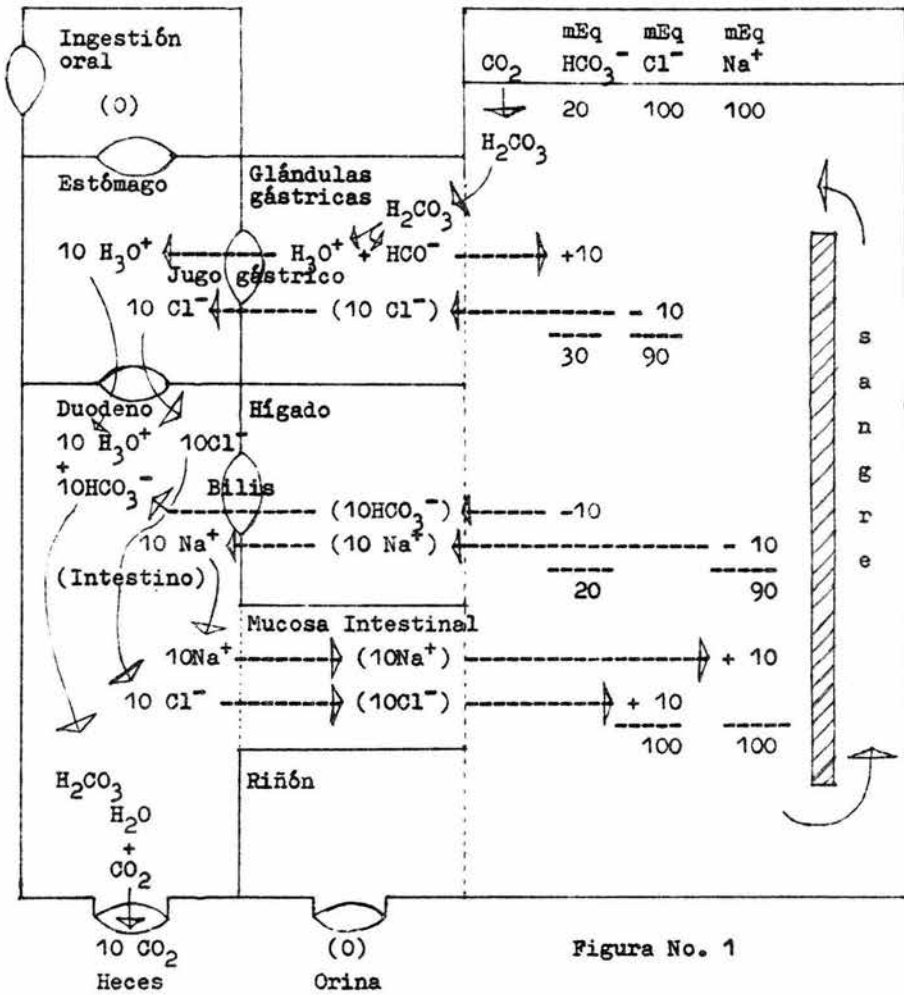 Ingestión
oral
(O)
mEq mEq mEq
CO₂ HCO₃⁻ Cl⁻ Na⁺
20 100 100
H₂CO₃
Estómago
Glándulas
gástricas
H₂CO₃
10 H₃O⁺ H₃O⁺ + HCO⁻ +10
Jugo gástrico
10 Cl⁻ (10 Cl⁻) - 10
30 90
Duodeno Hígado
10 H₃O⁺ 10Cl⁻
+
10HCO₃⁻ Bilis (10HCO₃⁻) -10
10 Na⁺ (10 Na⁺) - 10
(Intestino) 20 90
Mucosa Intestinal
10Na⁺ (10Na⁺) + 10
10 Cl⁻ (10Cl⁻) + 10
100 100
sangre
H₂CO₃ Riñón
H₂O
+
CO₂
10 CO₂ (O) Figura No. 1
Heces Orina